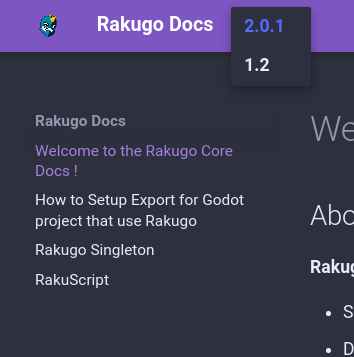 Rakugo Docs
2.0.1
1.2
Rakugo Docs
Welcome to the Rakugo Core
Docs !
How to Setup Export for Godot
project that use Rakugo
Rakugo Singleton
RakuScript
We
Abo
Raku
S
D